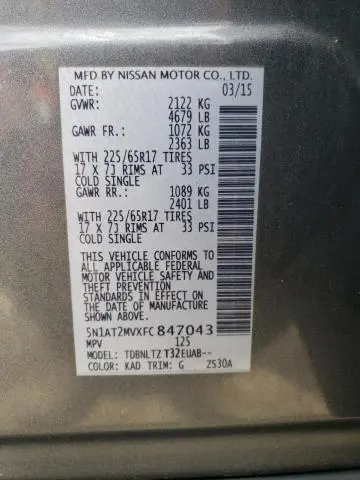 MFD BY NISSAN MOTOR CO., LTD.
DATE: 03/15
GVWR: 2122 KG
4679 LB
GAWR FR.: 1072 KG
2363 LB
WITH 225/65R17 TIRES
17 X 7J RIMS AT 33 PSI
COLD SINGLE
GAWR RR.: 1089 KG
2401 LB
WITH 225/65R17 TIRES
17 X 7J RIMS AT 33 PSI
COLD SINGLE
THIS VEHICLE CONFORMS TO
ALL APPLICABLE FEDERAL
MOTOR VEHICLE SAFETY
AND THEFT PREVENTION
STANDARDS IN EFFECT ON
THE DATE OF MANUFACTURE
SHOWN ABOVE.
5N1AT2MVXFC847043
MPV 125
MODEL: TDBNLTZ T32EUAB--
COLOR: KAD TRIM: G ZS30A